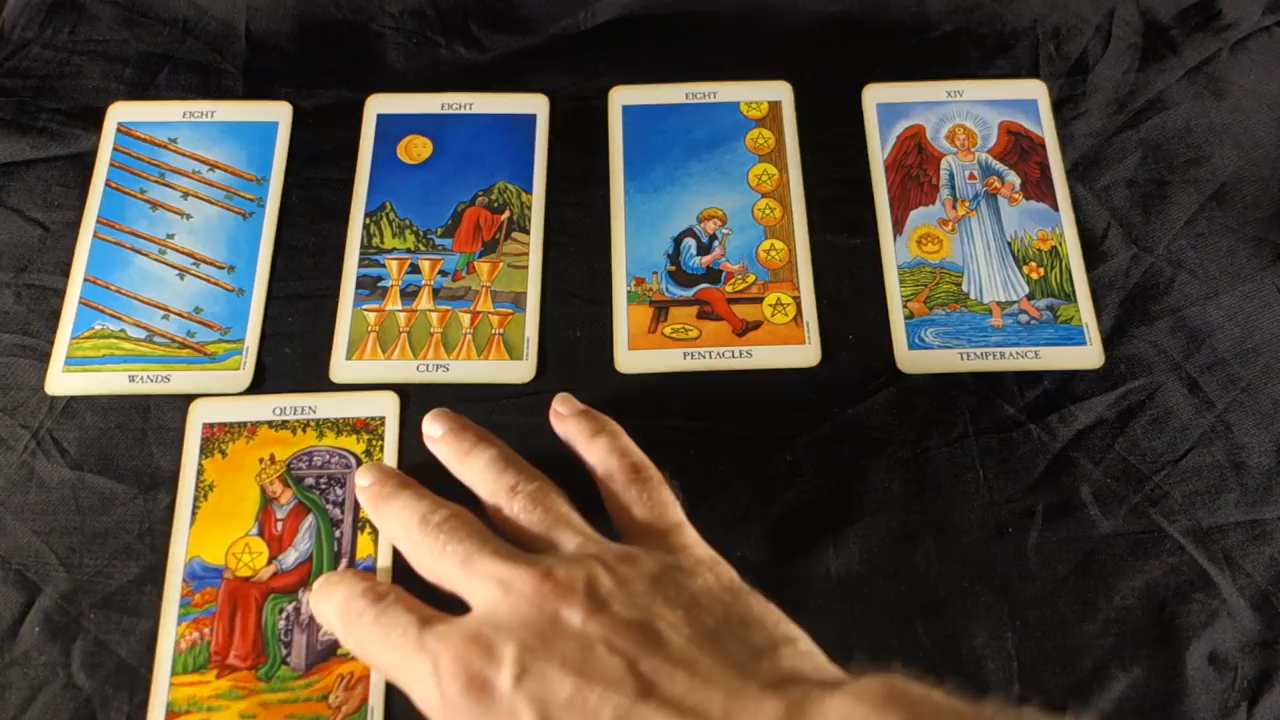 EIGHT
WANDS
EIGHT
CUPS
EIGHT
PENTACLES
XIV
TEMPERANCE
QUEEN